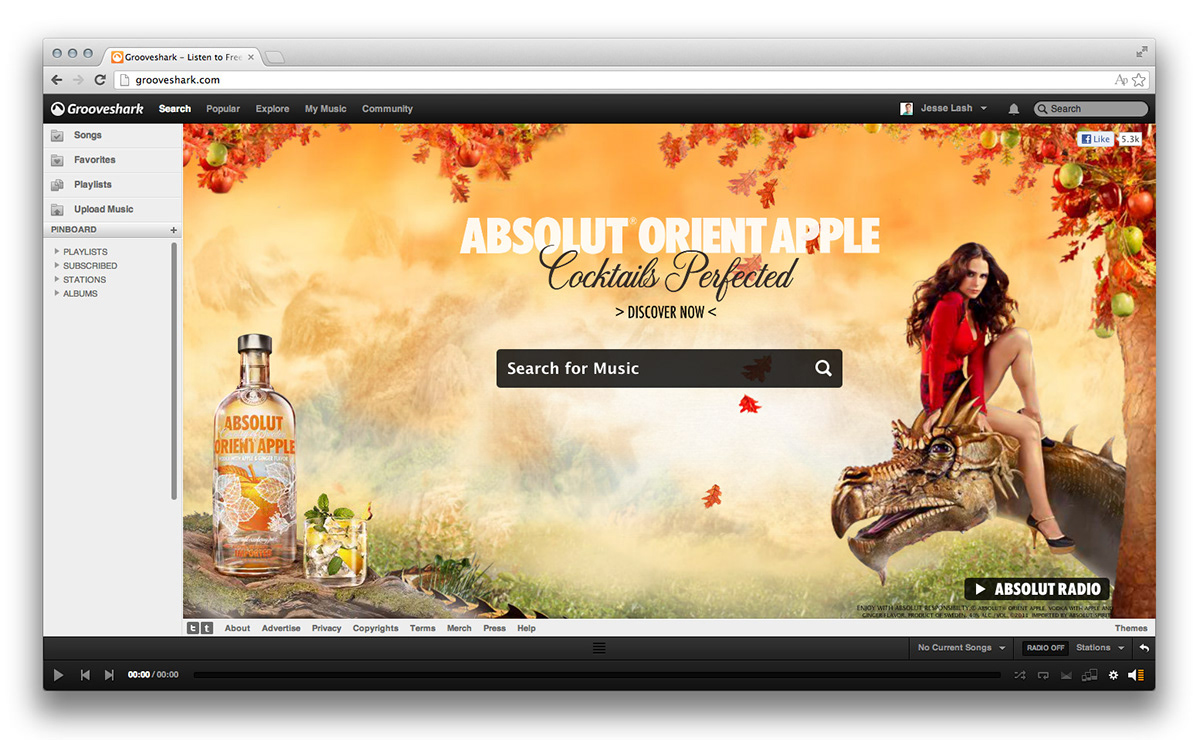 Grooveshark - Listen to Free
grooveshark.com
Grooveshark Search Popular Explore My Music Community Jesse Lash Search
Songs
Favorites
Playlists
Upload Music
PINBOARD +
PLAYLISTS
SUBSCRIBED
STATIONS
ALBUMS
Like 5.3k
ABSOLUT® ORIENT APPLE
Cocktails Perfected
> DISCOVER NOW <
Search for Music
ABSOLUT
ORIENT APPLE
IMPORTED
ABSOLUT RADIO
ENJOY WITH ABSOLUT RESPONSIBILITY.® ABSOLUT® ORIENT APPLE. VODKA WITH APPLE AND
GINGER FLAVOR. PRODUCT OF SWEDEN.
About Advertise Privacy Copyrights Terms Merch Press Help Themes
No Current Songs RADIO OFF Stations
00:00 / 00:00